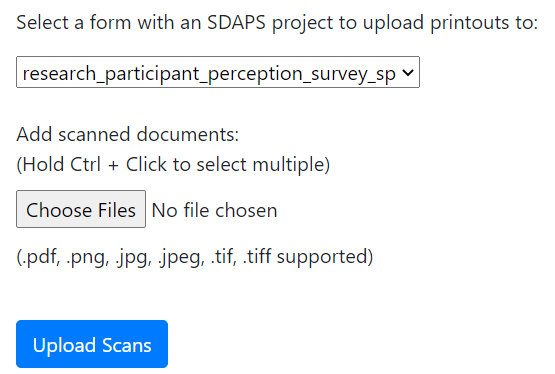 Select a form with an SDAPS project to upload printouts to:
research_participant_perception_survey_sp
Add scanned documents:
(Hold Ctrl + Click to select multiple)
Choose Files No file chosen
(.pdf, .png, .jpg, .jpeg, .tif, .tiff supported)
Upload Scans